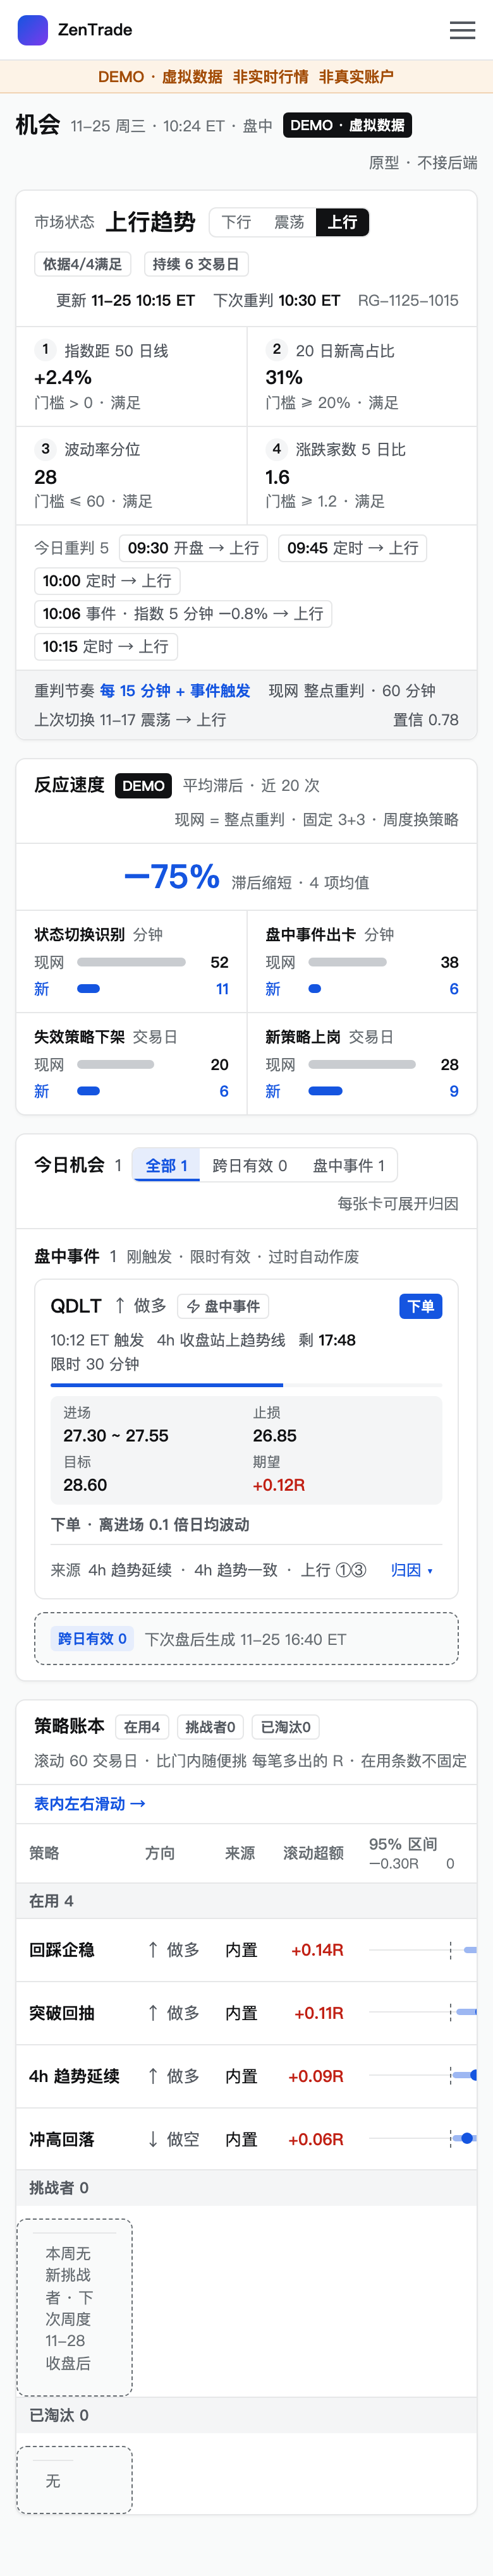 ZenTrade
DEMO · 虚拟数据 非实时行情 非真实账户
机会 11-25 周三 · 10:24 ET · 盘中 DEMO · 虚拟数据
原型 · 不接后端
市场状态 上行趋势 下行 震荡 上行
依据4/4满足 持续 6 交易日
更新 11-25 10:15 ET 下次重判 10:30 ET RG-1125-1015
1 指数距 50 日线
+2.4%
门槛 > 0 · 满足
2 20 日新高占比
31%
门槛 ≥ 20% · 满足
3 波动率分位
28
门槛 ≤ 60 · 满足
4 涨跌家数 5 日比
1.6
门槛 ≥ 1.2 · 满足
今日重判 5 09:30 开盘 → 上行 09:45 定时 → 上行
10:00 定时 → 上行
10:06 事件 · 指数 5 分钟 −0.8% → 上行
10:15 定时 → 上行
重判节奏 每 15 分钟 + 事件触发 现网 整点重判 · 60 分钟
上次切换 11-17 震荡 → 上行 置信 0.78
反应速度 DEMO 平均滞后 · 近 20 次
现网 = 整点重判 · 固定 3+3 · 周度换策略
−75% 滞后缩短 · 4 项均值
状态切换识别 分钟
现网 52
新 11
盘中事件出卡 分钟
现网 38
新 6
失效策略下架 交易日
现网 20
新 6
新策略上岗 交易日
现网 28
新 9
今日机会 1 全部 1 跨日有效 0 盘中事件 1
每张卡可展开归因
盘中事件 1 刚触发 · 限时有效 · 过时自动作废
QDLT ↑ 做多 盘中事件 下单
10:12 ET 触发 4h 收盘站上趋势线 剩 17:48
限时 30 分钟
进场 止损
27.30 ~ 27.55 26.85
目标 期望
28.60 +0.12R
下单 · 离进场 0.1 倍日均波动
来源 4h 趋势延续 · 4h 趋势一致 · 上行 ①③ 归因 ▾
跨日有效 0 下次盘后生成 11-25 16:40 ET
策略账本 在用4 挑战者0 已淘汰0
滚动 60 交易日 · 比门内随便挑 每笔多出的 R · 在用条数不固定
表内左右滑动 →
策略 方向 来源 滚动超额 95% 区间
−0.30R 0
在用 4
回踩企稳 ↑ 做多 内置 +0.14R
突破回抽 ↑ 做多 内置 +0.11R
4h 趋势延续 ↑ 做多 内置 +0.09R
冲高回落 ↓ 做空 内置 +0.06R
挑战者 0
本周无
新挑战
者 · 下
次周度
11-28
收盘后
已淘汰 0
无